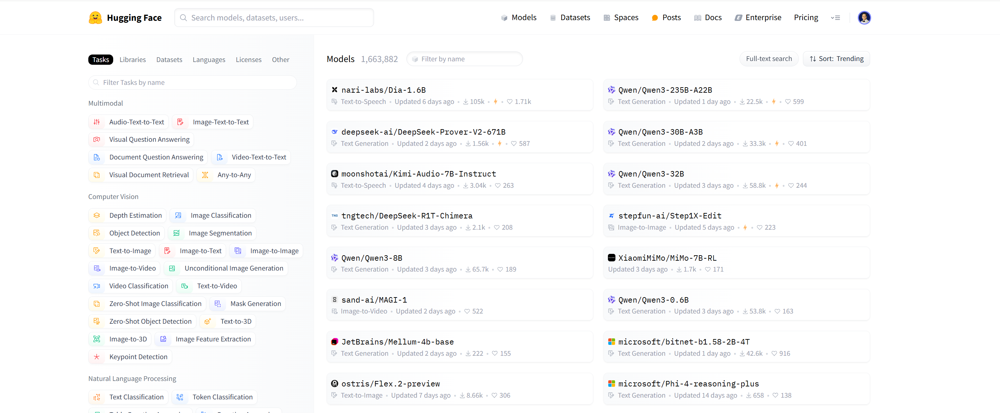 Hugging Face
Search models, datasets, users...
Models
Datasets
Spaces
Posts
Docs
Enterprise
Pricing
Tasks Libraries Datasets Languages Licenses Other
Filter Tasks by name
Multimodal
Audio-Text-to-Text Image-Text-to-Text
Visual Question Answering
Document Question Answering Video-Text-to-Text
Visual Document Retrieval Any-to-Any
Computer Vision
Depth Estimation Image Classification
Object Detection Image Segmentation
Text-to-Image Image-to-Text Image-to-Image
Image-to-Video Unconditional Image Generation
Video Classification Text-to-Video
Zero-Shot Image Classification Mask Generation
Zero-Shot Object Detection Text-to-3D
Image-to-3D Image Feature Extraction
Keypoint Detection
Natural Language Processing
Text Classification Token Classification
Models 1,663,882 Filter by name
Full-text search Sort: Trending
nari-labs/Dia-1.6B
Text-to-Speech • Updated 6 days ago • 105k • • 1.71k
Qwen/Qwen3-235B-A22B
Text Generation • Updated 1 day ago • 22.5k • • 599
deepseek-ai/DeepSeek-Prover-V2-671B
Text Generation • Updated 2 days ago • 1.56k • • 587
Qwen/Qwen3-30B-A3B
Text Generation • Updated 2 days ago • 33.3k • • 401
moonshotai/Kimi-Audio-7B-Instruct
Text-to-Speech • Updated 4 days ago • 3.04k • 263
Qwen/Qwen3-32B
Text Generation • Updated 3 days ago • 58.8k • • 244
TNG tngtech/DeepSeek-R1T-Chimera
Text Generation • Updated 3 days ago • 2.1k • 208
stepfun-ai/Step1X-Edit
Image-to-Image • Updated 5 days ago • • 223
Qwen/Qwen3-8B
Text Generation • Updated 3 days ago • 65.7k • 189
XiaomiMiMo/MiMo-7B-RL
Updated 3 days ago • 1.7k • 171
sand-ai/MAGI-1
Image-to-Video • Updated 2 days ago • 522
Qwen/Qwen3-0.6B
Text Generation • Updated 3 days ago • 53.8k • 163
JetBrains/Mellum-4b-base
Text Generation • Updated 2 days ago • 222 • 155
microsoft/bitnet-b1.58-2B-4T
Text Generation • Updated 1 day ago • 42.6k • 916
ostris/Flex.2-preview
Text-to-Image • Updated 7 days ago • 8.66k • 306
microsoft/Phi-4-reasoning-plus
Text Generation • Updated 14 days ago • 658 • 138